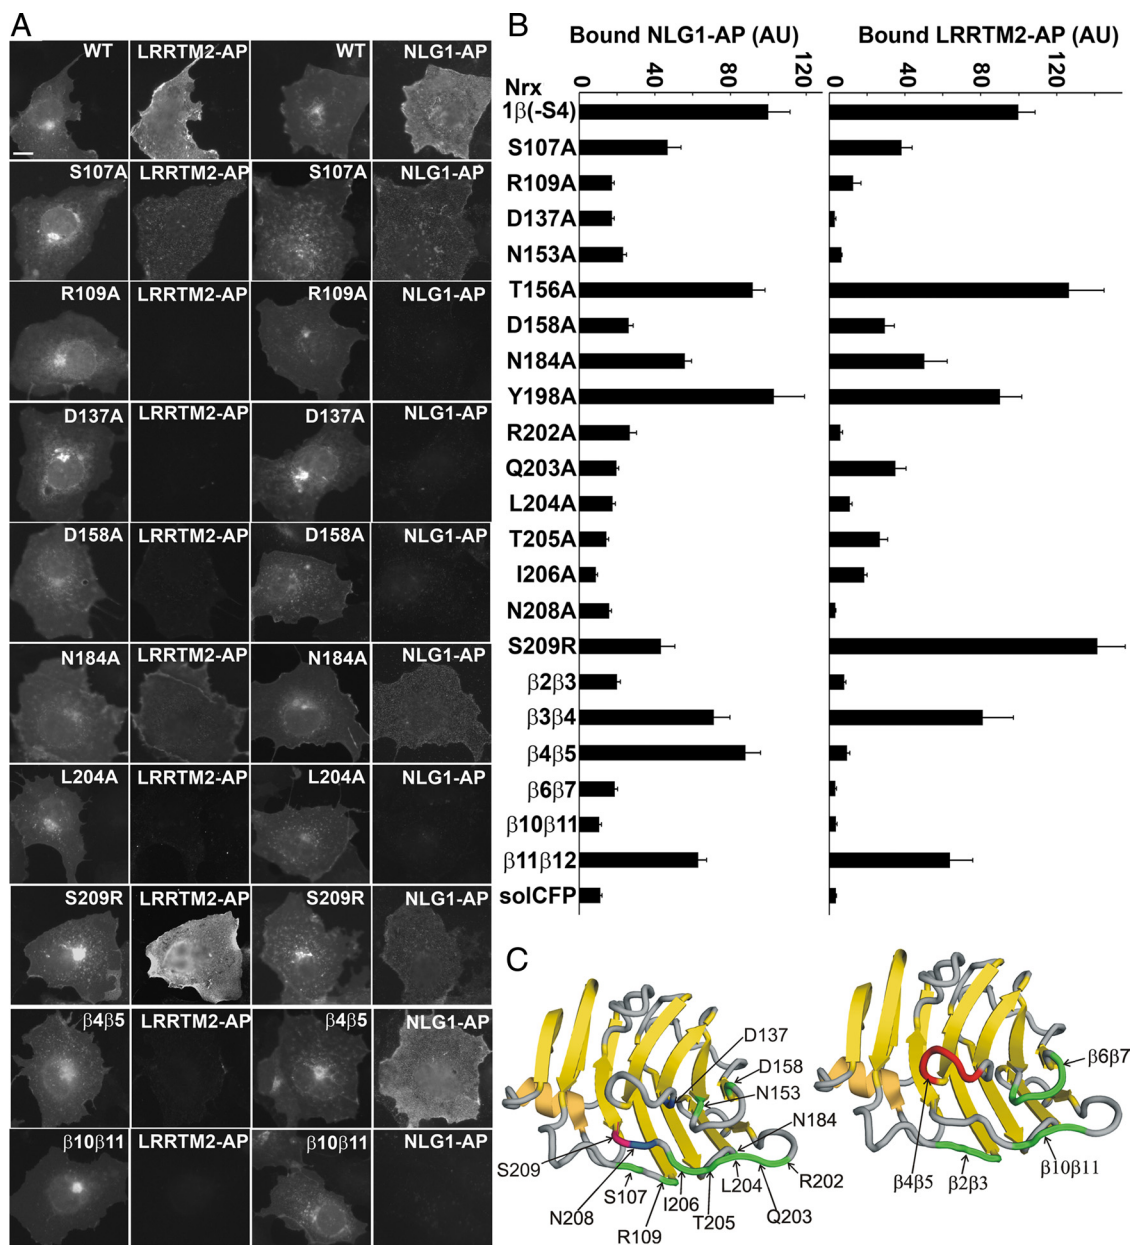 A
WT LRRTM2-AP WT NLG1-AP
S107A LRRTM2-AP S107A NLG1-AP
R109A LRRTM2-AP R109A NLG1-AP
D137A LRRTM2-AP D137A NLG1-AP
D158A LRRTM2-AP D158A NLG1-AP
N184A LRRTM2-AP N184A NLG1-AP
L204A LRRTM2-AP L204A NLG1-AP
S209R LRRTM2-AP S209R NLG1-AP
β4β5 LRRTM2-AP β4β5 NLG1-AP
β10β11 LRRTM2-AP β10β11 NLG1-AP
B
Bound NLG1-AP (AU) Bound LRRTM2-AP (AU)
0 40 80 120 0 40 80 120
Nrx
1β(-S4)
S107A
R109A
D137A
N153A
T156A
D158A
N184A
Y198A
R202A
Q203A
L204A
T205A
I206A
N208A
S209R
β2β3
β3β4
β4β5
β6β7
β10β11
β11β12
solCFP
C
D137
D158
N153
N184
S209
S107
L204
R202
N208
I206
R109
T205
Q203
β6β7
β4β5
β2β3
β10β11